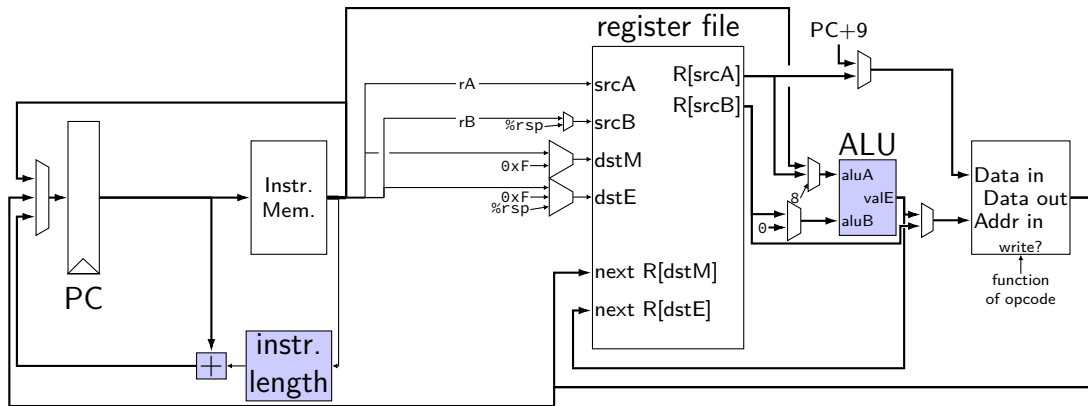 register file
PC+9
rA
srcA
R[srcA]
R[srcB]
rB
%rsp
srcB
ALU
Instr.
Mem.
0xF
dstM
aluA
Data in
valE
Data out
0xF
dstE
%rsp
8
0
aluB
Addr in
write?
function
of opcode
PC
next R[dstM]
next R[dstE]
+
instr.
length